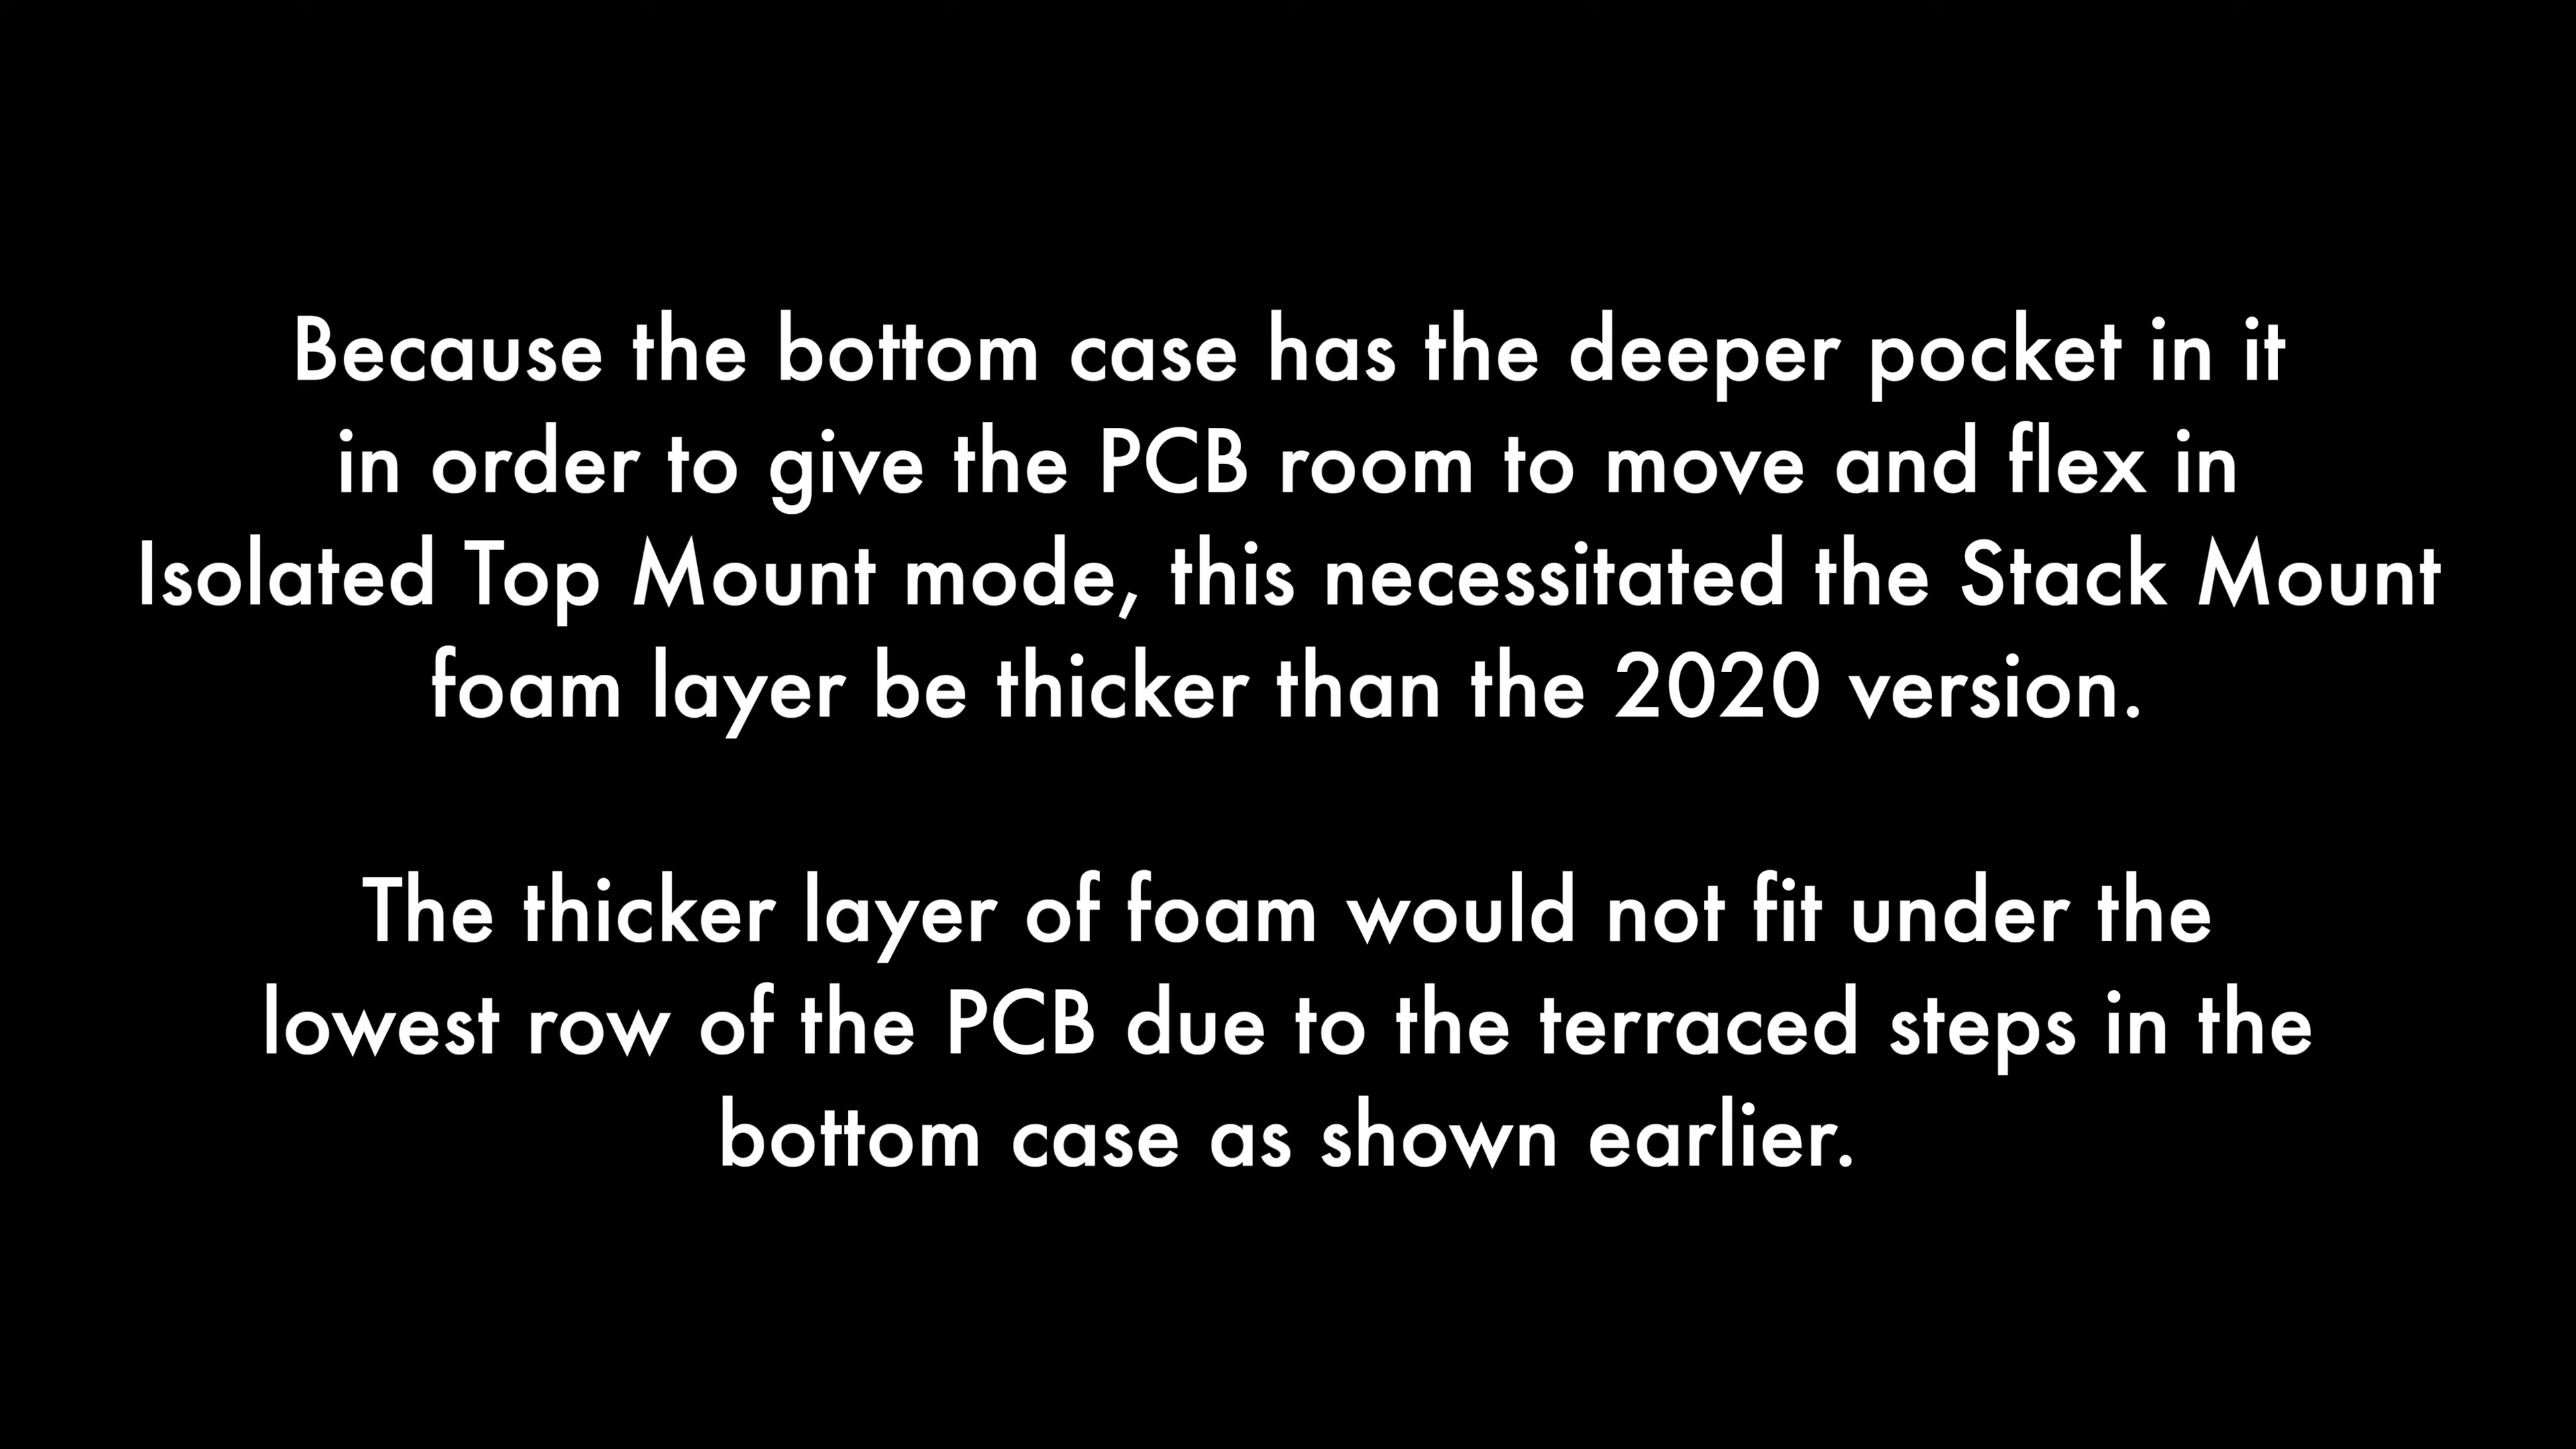 Because the bottom case has the deeper pocket in it
in order to give the PCB room to move and flex in
Isolated Top Mount mode, this necessitated the Stack Mount
foam layer be thicker than the 2020 version.
The thicker layer of foam would not fit under the
lowest row of the PCB due to the terraced steps in the
bottom case as shown earlier.